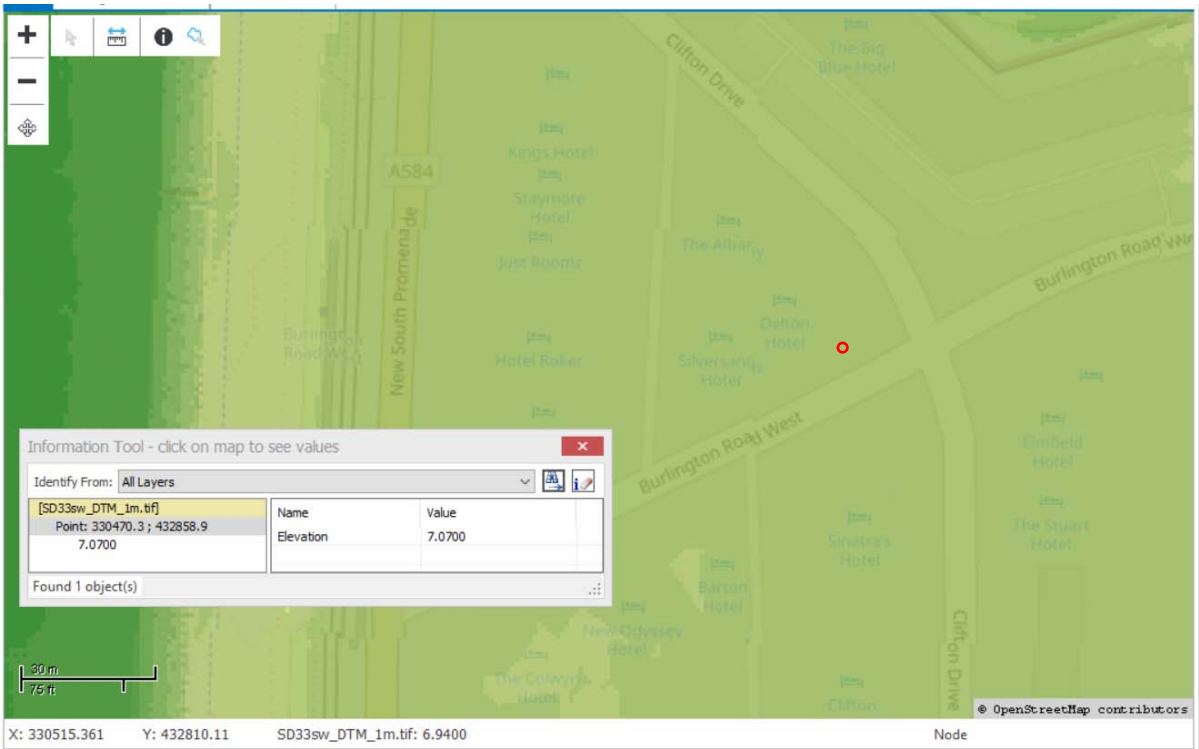 Clifton Drive
The Big
Blue Hotel
Kings Hotel
A584
Staymore
Hotel
New South Promenade
The Albany
Just Roomz
Burlington Road We
Burlington
Road West
Delton
Hotel
Hotel Roker
Silversands
Hotel
Burlington Road West
Elmfield
Hotel
The Stuart
Hotel
Sinatra's
Hotel
Barton
Hotel
New Odyssey
Hotel
The Colwyn
Hotel
Clifton Drive
Clifton
Information Tool - click on map to see values
Identify From: All Layers
[SD33sw_DTM_1m.tif]
Point: 330470.3 ; 432858.9
7.0700
Name Value
Elevation 7.0700
Found 1 object(s)
30 m
75 ft
© OpenStreetMap contributors
X: 330515.361 Y: 432810.11 SD33sw_DTM_1m.tif: 6.9400 Node